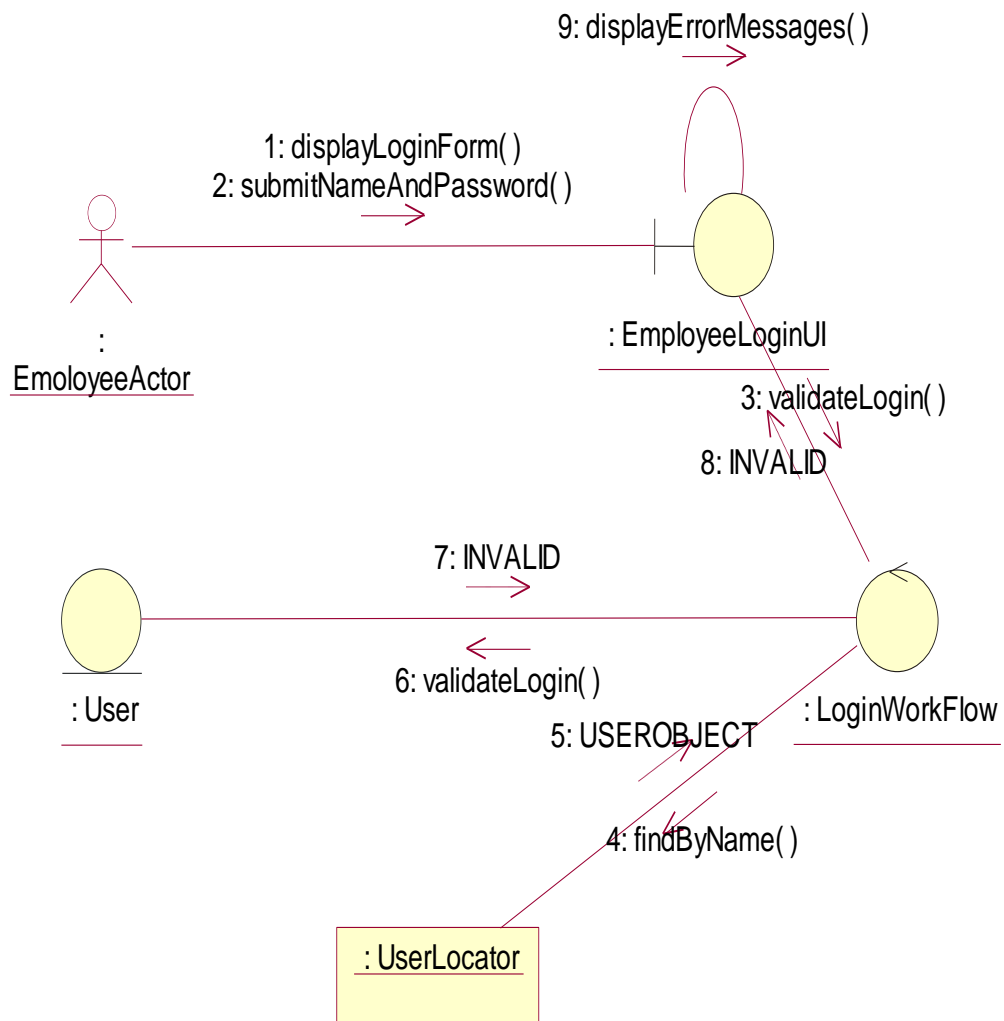 9: displayErrorMessages( )
1: displayLoginForm( )
2: submitNameAndPassword( )
:
EmoloyeeActor
: EmployeeLoginUI
3: validateLogin( )
8: INVALID
7: INVALID
6: validateLogin( )
: User
: LoginWorkFlow
5: USEROBJECT
4: findByName( )
: UserLocator